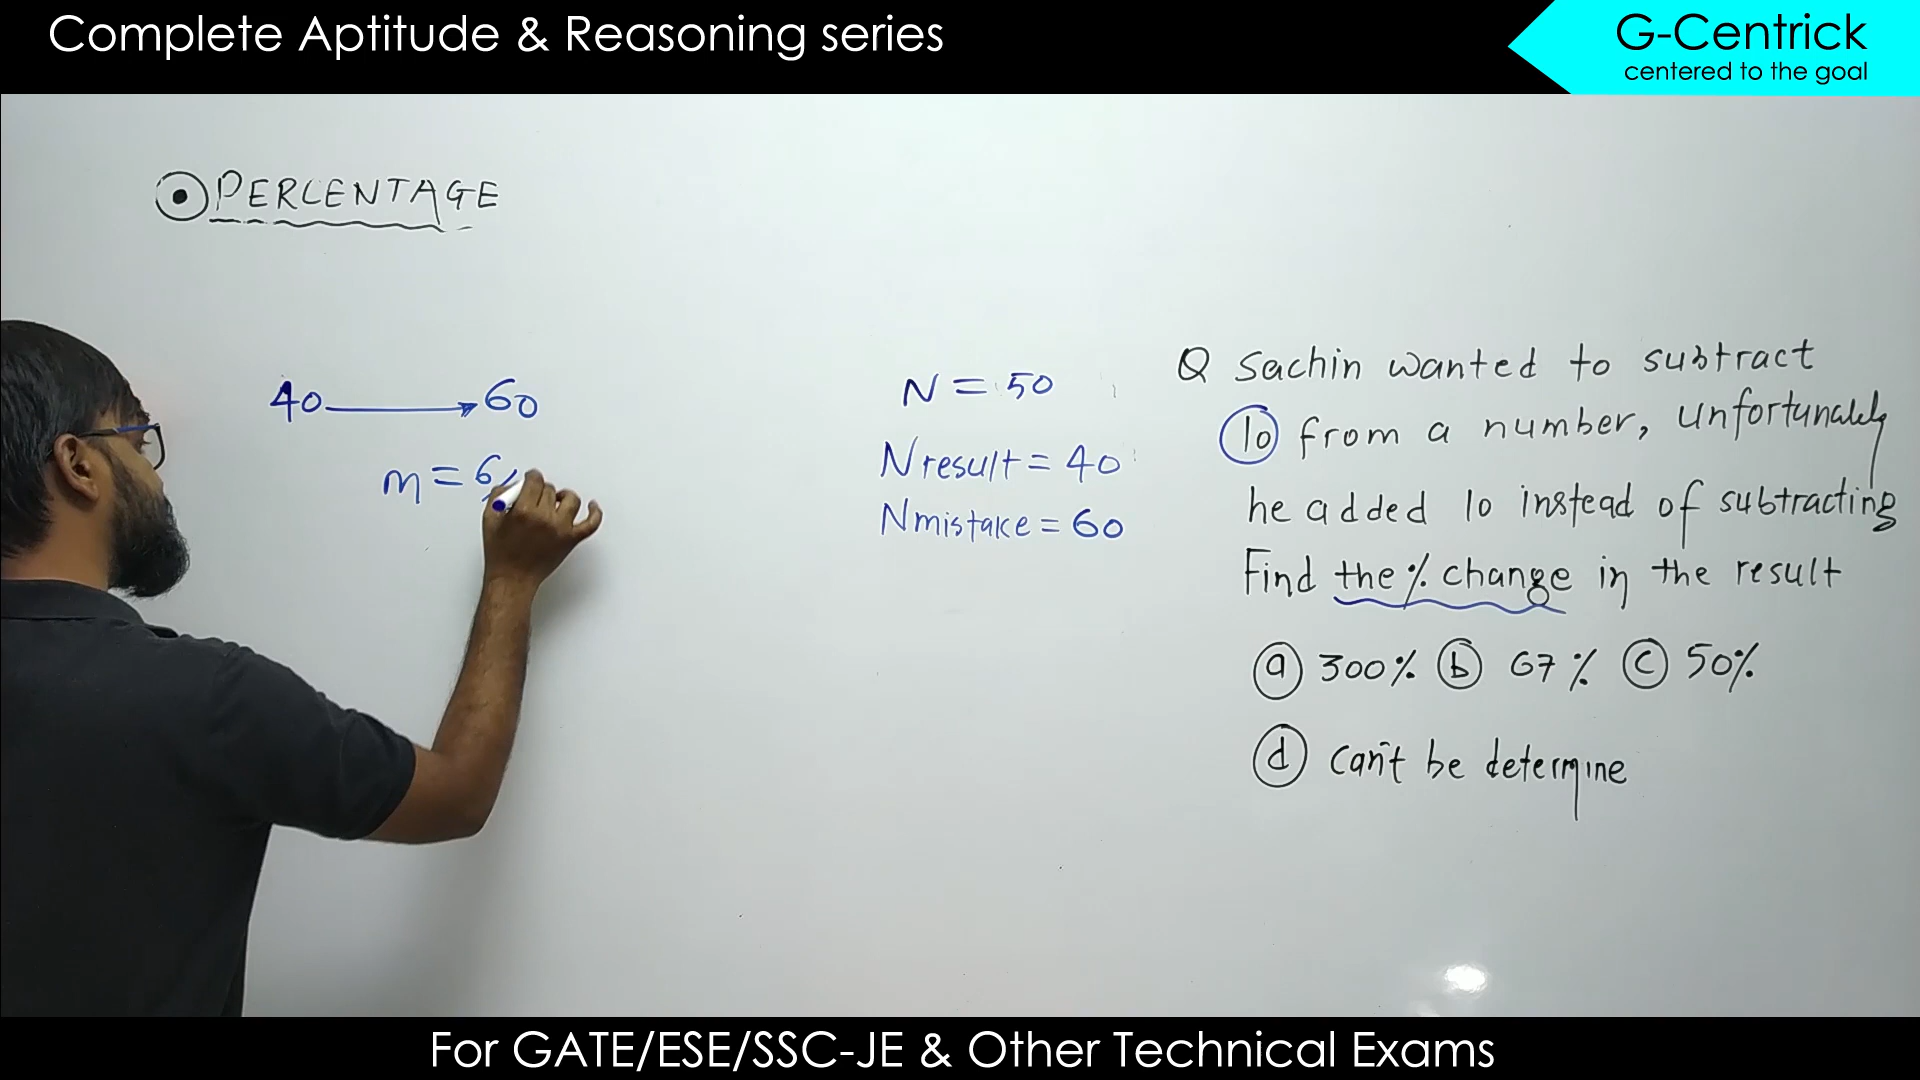 Complete Aptitude & Reasoning series
G-Centrick
centered to the goal
PERCENTAGE
40 → 60
m = 6/
N = 50
Nresult = 40
Nmistake = 60
Q Sachin wanted to subtract
10 from a number, unfortunately
he added 10 instead of subtracting
Find the % change in the result
(a) 300% (b) 67% (c) 50%
(d) can't be determine
For GATE/ESE/SSC-JE & Other Technical Exams